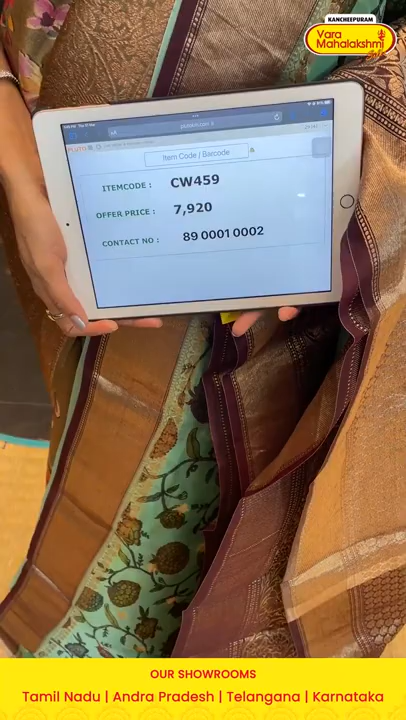 KANCHEEPURAM
Vara
Mahalakshmi
Item Code / Barcode
ITEMCODE : CW459
OFFER PRICE : 7,920
CONTACT NO : 89 0001 0002
OUR SHOWROOMS
Tamil Nadu | Andra Pradesh | Telangana | Karnataka